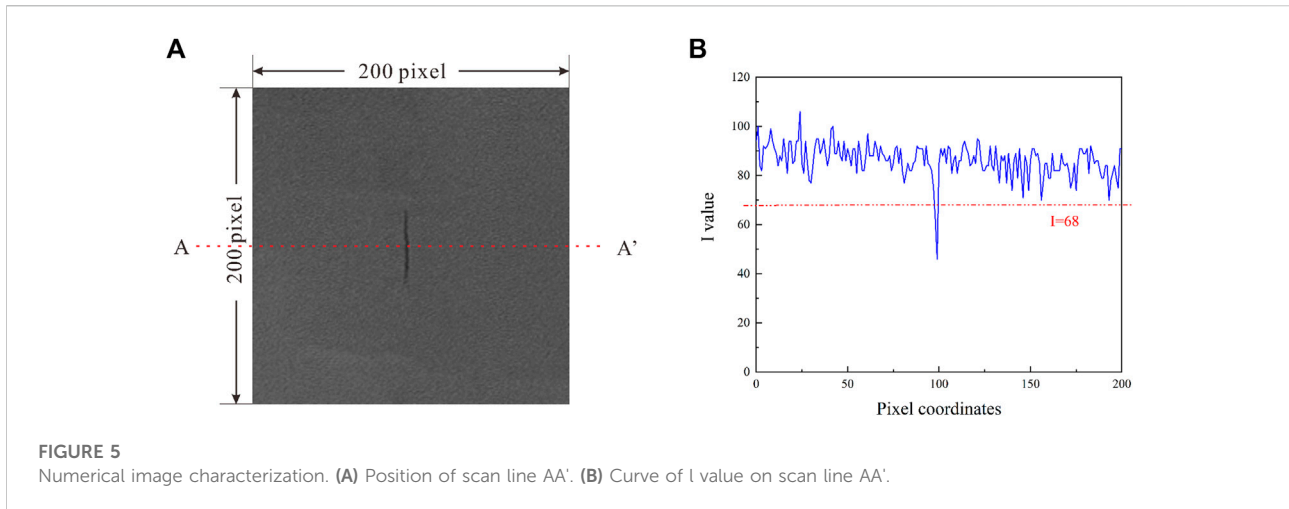 A
200 pixel
200 pixel
A
A'
B
I value
120
100
80
60
40
20
0
I=68
0
50
100
150
200
Pixel coordinates
FIGURE 5
Numerical image characterization. (A) Position of scan line AA'. (B) Curve of I value on scan line AA'.